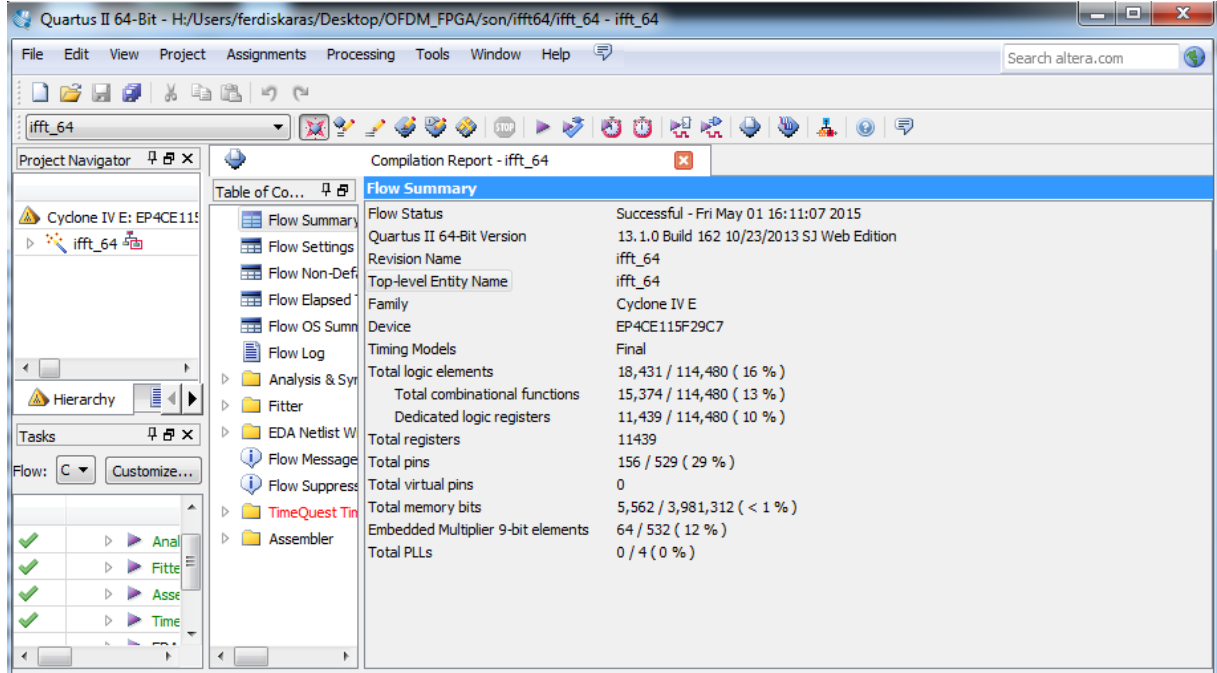 Quartus II 64-Bit - H:/Users/ferdiskaras/Desktop/OFDM_FPGA/son/ifft64/ifft_64 - ifft_64
File Edit View Project Assignments Processing Tools Window Help
Search altera.com
ifft_64
STOP
Project Navigator
Compilation Report - ifft_64
Cyclone IV E: EP4CE115
ifft_64
Hierarchy
Tasks
Flow: C Customize...
Anal
Fitte
Asse
Time
Table of Co...
Flow Summary
Flow Settings
Flow Non-Defa
Flow Elapsed T
Flow OS Summ
Flow Log
Analysis & Syn
Fitter
EDA Netlist W
Flow Message
Flow Suppress
TimeQuest Tim
Assembler
Flow Summary
Flow Status Successful - Fri May 01 16:11:07 2015
Quartus II 64-Bit Version 13.1.0 Build 162 10/23/2013 SJ Web Edition
Revision Name ifft_64
Top-level Entity Name ifft_64
Family Cyclone IV E
Device EP4CE115F29C7
Timing Models Final
Total logic elements 18,431 / 114,480 ( 16 % )
Total combinational functions 15,374 / 114,480 ( 13 % )
Dedicated logic registers 11,439 / 114,480 ( 10 % )
Total registers 11439
Total pins 156 / 529 ( 29 % )
Total virtual pins 0
Total memory bits 5,562 / 3,981,312 ( < 1 % )
Embedded Multiplier 9-bit elements 64 / 532 ( 12 % )
Total PLLs 0 / 4 ( 0 % )